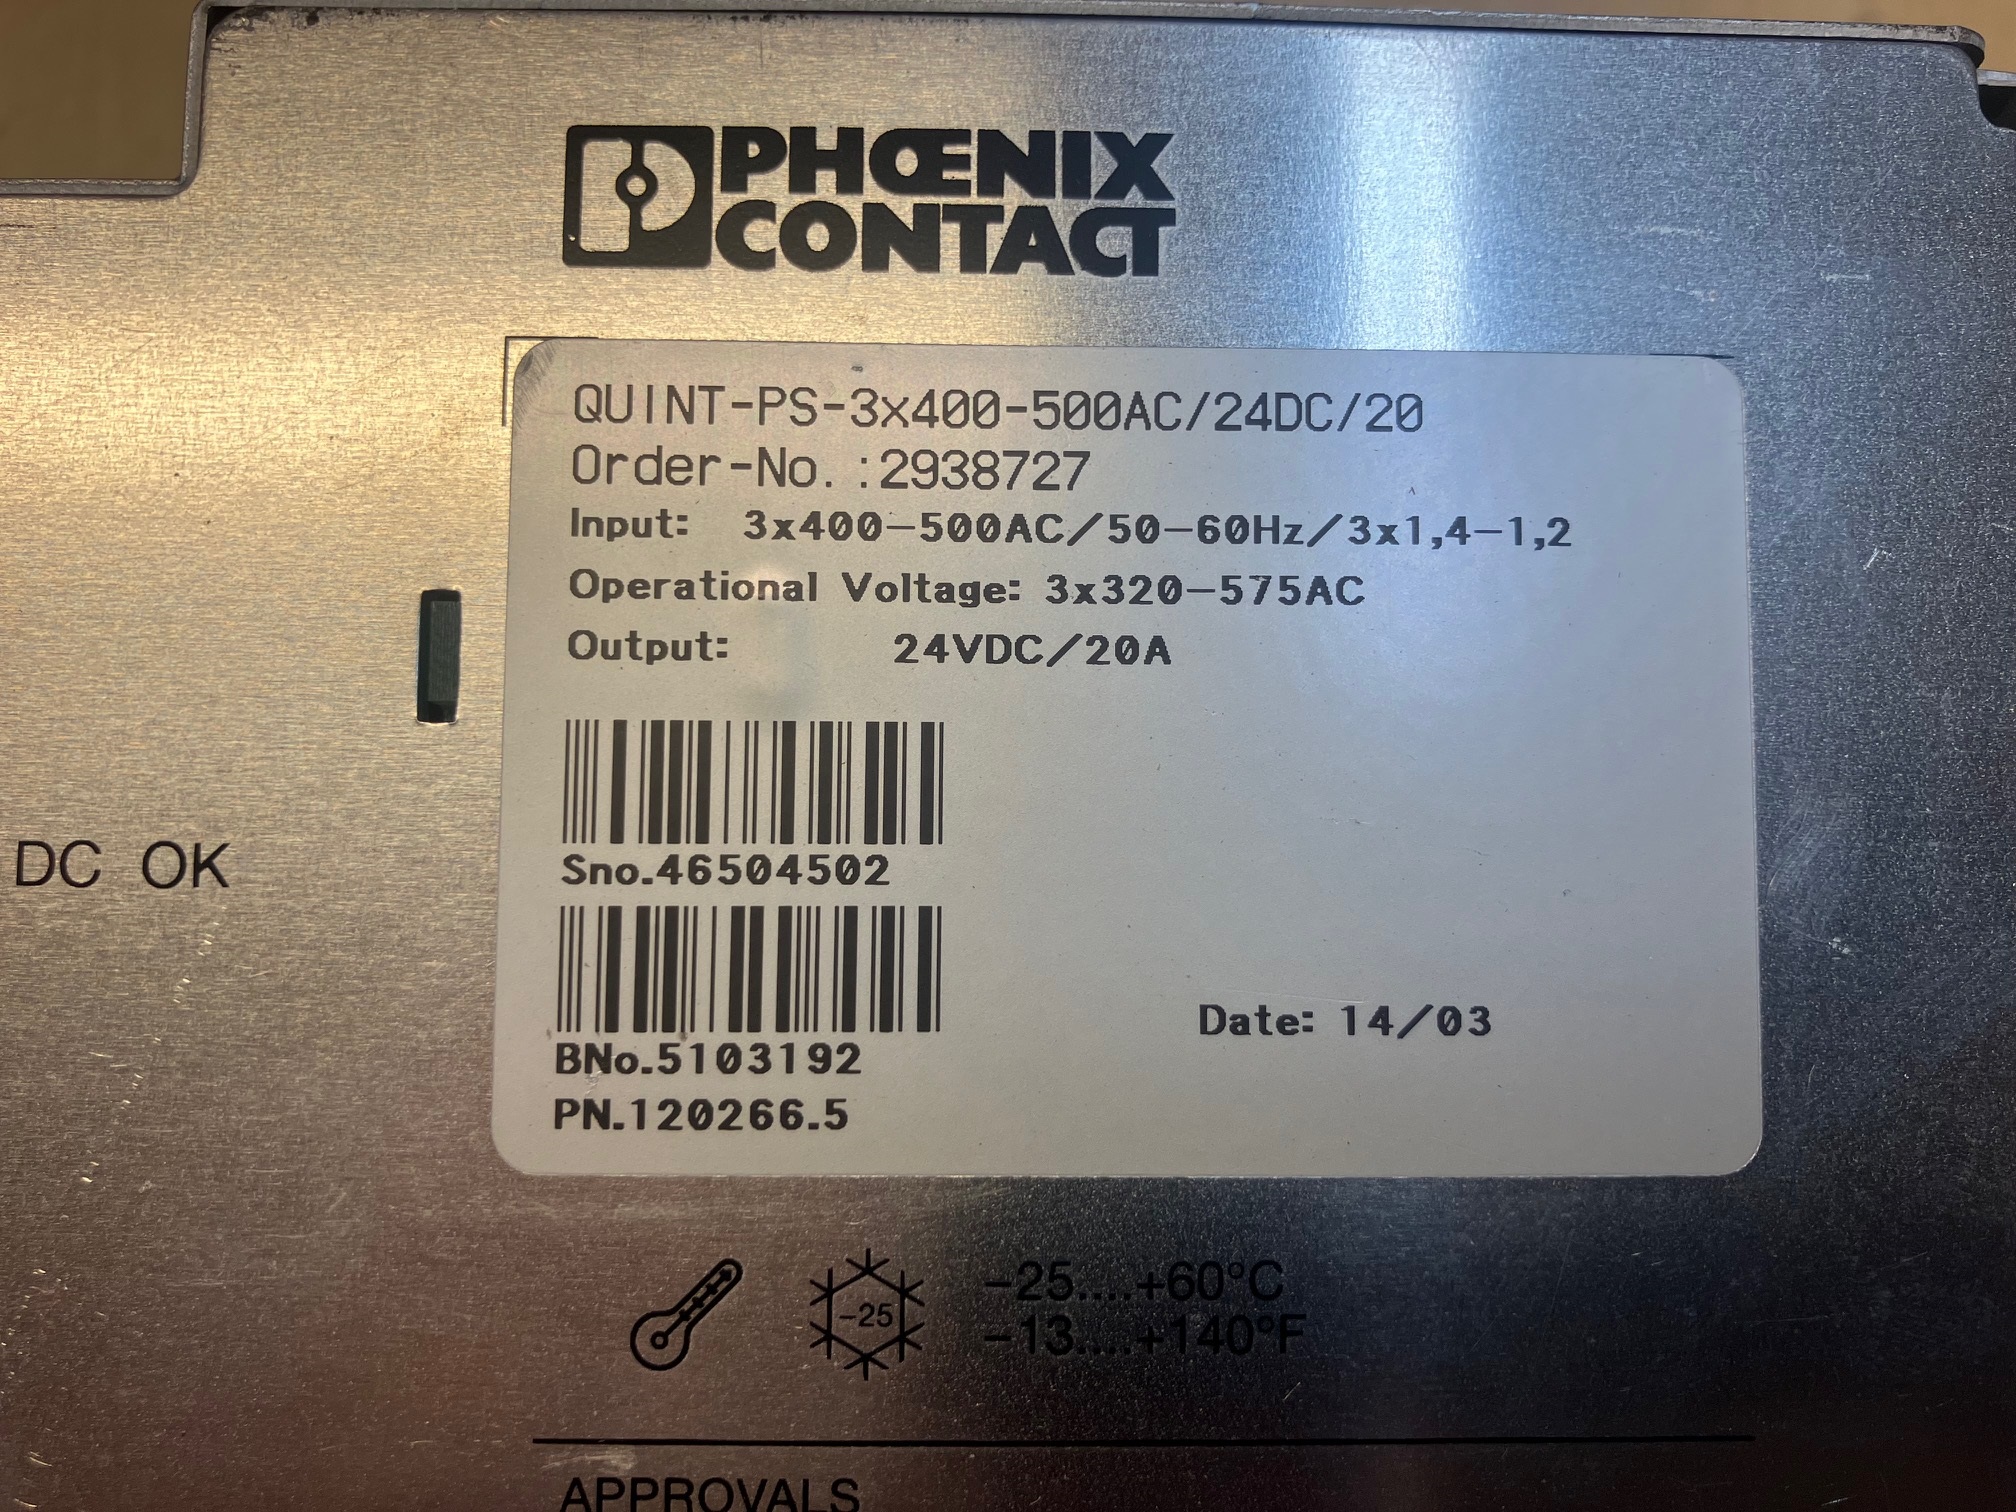 PHŒNIX
CONTACT
QUINT-PS-3x400-500AC/24DC/20
Order-No.:2938727
Input: 3x400-500AC/50-60Hz/3x1,4-1,2
Operational Voltage: 3x320-575AC
Output: 24VDC/20A
DC OK
Sno.46504502
BNo.5103192
Date: 14/03
PN.120266.5
-25
-25....+60°C
-13....+140°F
APPROVALS